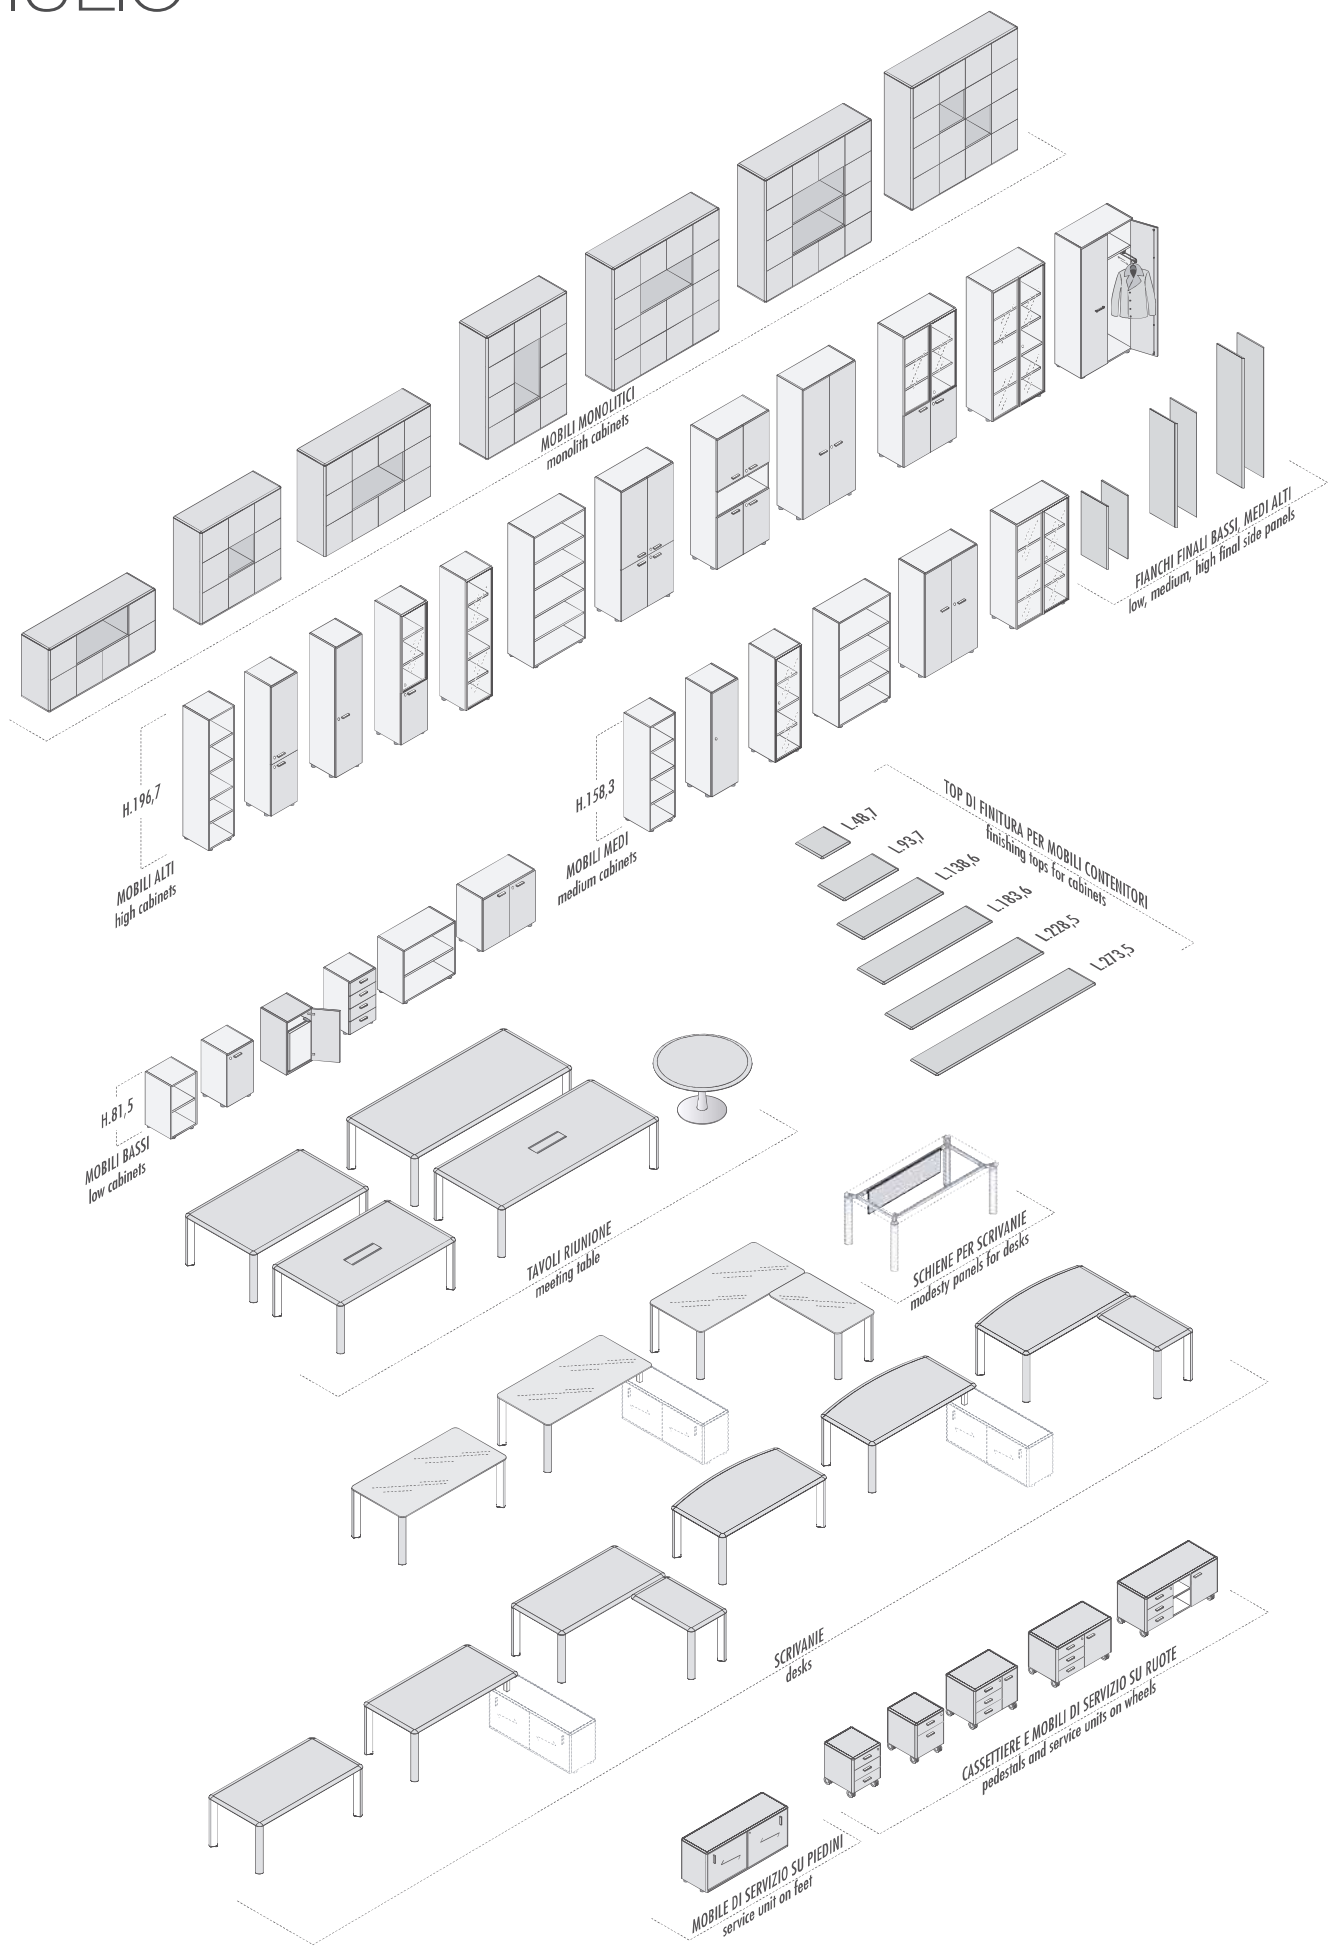 MOBILI MONOLITICI
monolith cabinets
FIANCHI FINALI BASSI, MEDI ALTI
low, medium, high final side panels
H.196,7
MOBILI ALTI
high cabinets
H.158,3
MOBILI MEDI
medium cabinets
TOP DI FINITURA PER MOBILI CONTENITORI
finishing tops for cabinets
L.48,7
L.93,7
L.138,6
L.183,6
L.228,5
L.273,5
H.81,5
MOBILI BASSI
low cabinets
TAVOLI RIUNIONE
meeting table
SCHIENE PER SCRIVANIE
modesty panels for desks
SCRIVANIE
desks
CASSETTIERE E MOBILI DI SERVIZIO SU RUOTE
pedestals and service units on wheels
MOBILE DI SERVIZIO SU PIEDINI
service unit on feet